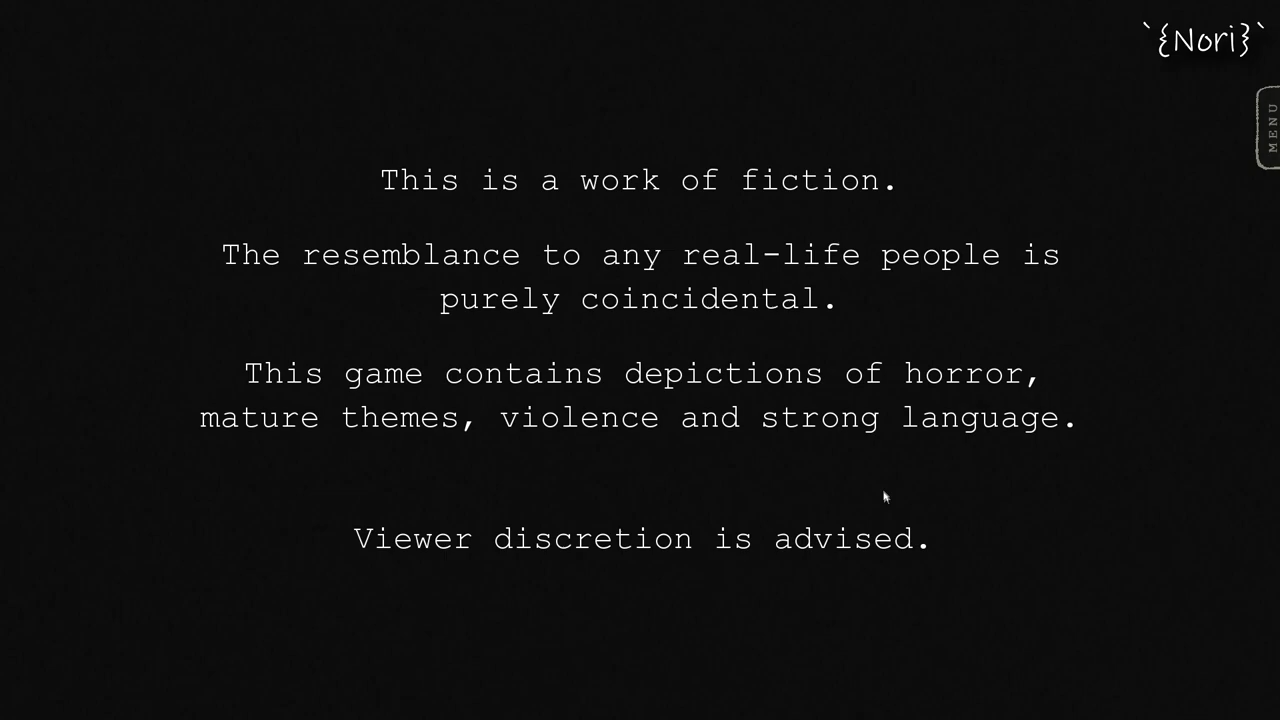 `{Nori}`
MENU
This is a work of fiction.
The resemblance to any real-life people is
purely coincidental.
This game contains depictions of horror,
mature themes, violence and strong language.
Viewer discretion is advised.